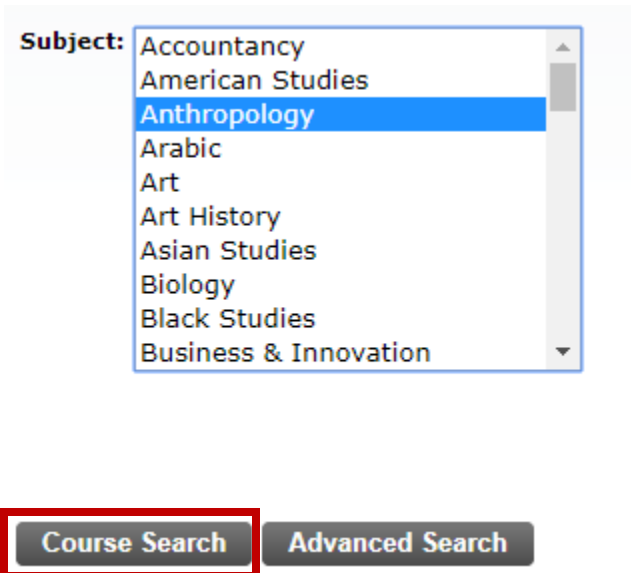 Subject: Accountancy
American Studies
Anthropology
Arabic
Art
Art History
Asian Studies
Biology
Black Studies
Business & Innovation
Course Search Advanced Search